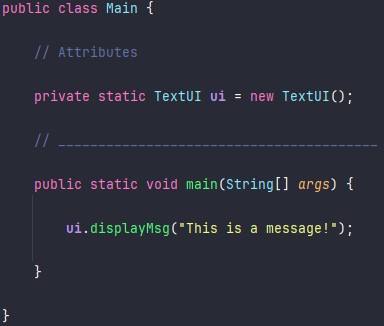 public class Main {
// Attributes
private static TextUI ui = new TextUI();
// ________________________________________
public static void main(String[] args) {
ui.displayMsg("This is a message!");
}
}